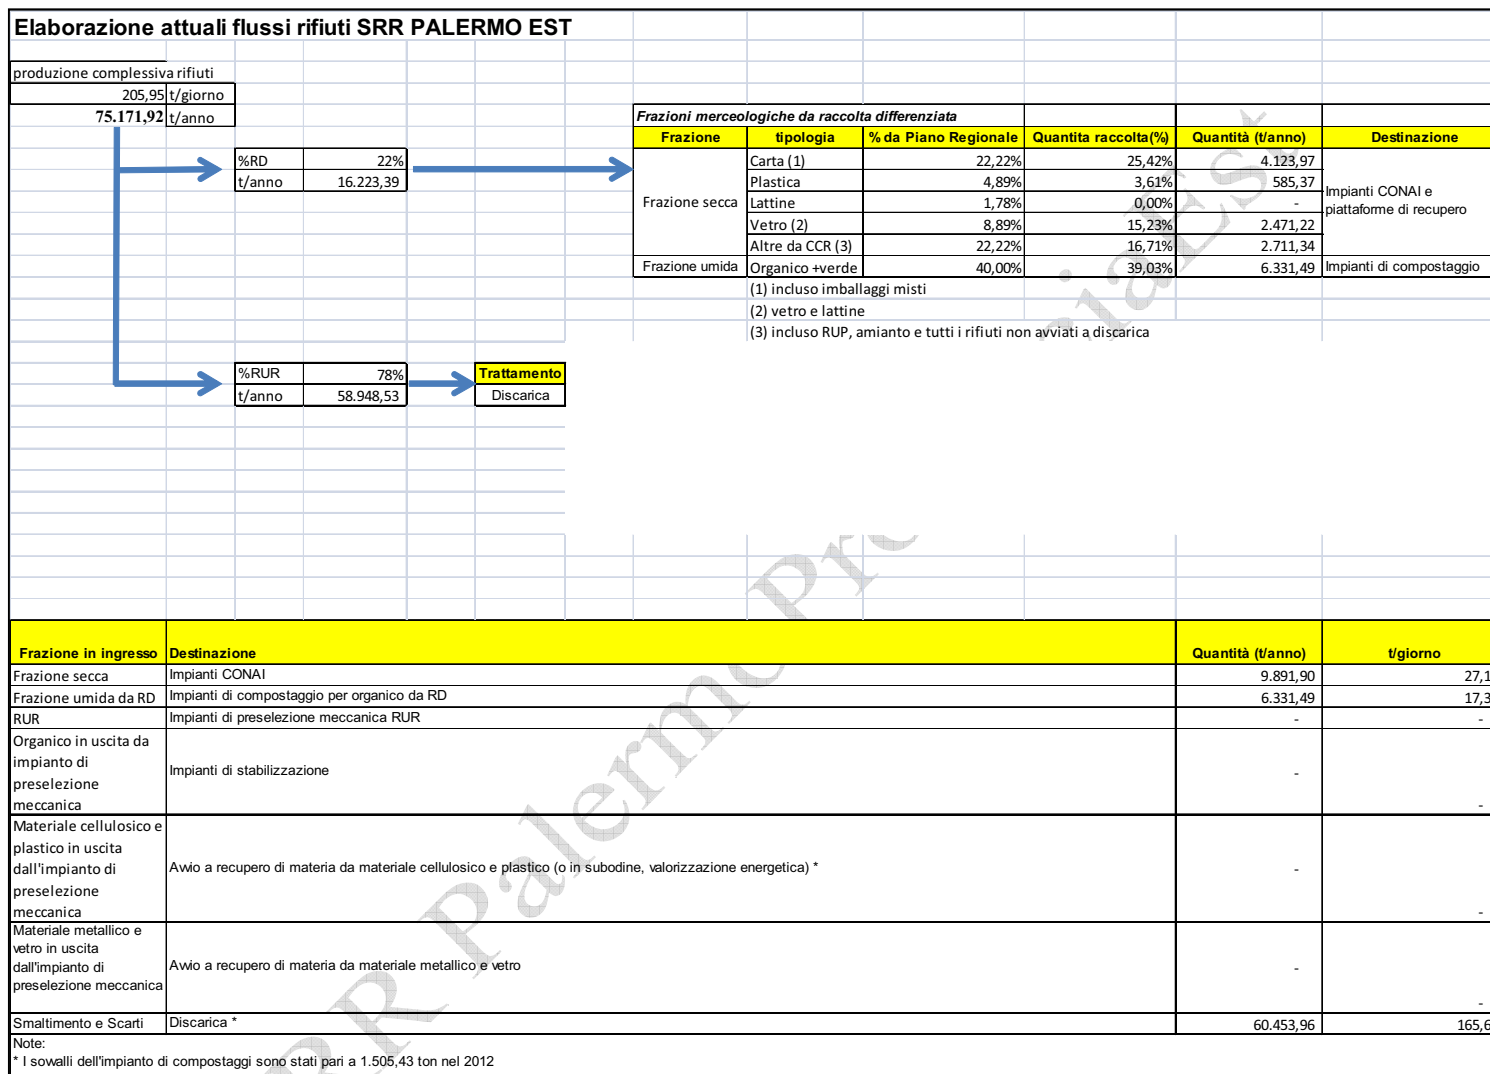 Elaborazione attuali flussi rifiuti SRR PALERMO EST
produzione complessiva rifiuti
205,95 t/giorno
75.171,92 t/anno
Frazioni merceologiche da raccolta differenziata
Frazione tipologia % da Piano Regionale Quantita raccolta(%) Quantità (t/anno) Destinazione
%RD 22%
t/anno 16.223,39
Frazione secca
Carta (1) 22,22% 25,42% 4.123,97
Plastica 4,89% 3,61% 585,37
Lattine 1,78% 0,00% -
Vetro (2) 8,89% 15,23% 2.471,22
Altre da CCR (3) 22,22% 16,71% 2.711,34
Impianti CONAI e
piattaforme di recupero
Frazione umida Organico +verde 40,00% 39,03% 6.331,49 Impianti di compostaggio
(1) incluso imballaggi misti
(2) vetro e lattine
(3) incluso RUP, amianto e tutti i rifiuti non avviati a discarica
%RUR 78%
t/anno 58.948,53
Trattamento
Discarica
Frazione in ingresso Destinazione Quantità (t/anno) t/giorno
Frazione secca Impianti CONAI 9.891,90 27,1
Frazione umida da RD Impianti di compostaggio per organico da RD 6.331,49 17,3
RUR Impianti di preselezione meccanica RUR - -
Organico in uscita da
impianto di
preselezione
meccanica
Impianti di stabilizzazione - -
Materiale cellulosico e
plastico in uscita
dall'impianto di
preselezione
meccanica
Avvio a recupero di materia da materiale cellulosico e plastico (o in subodine, valorizzazione energetica) * - -
Materiale metallico e
vetro in uscita
dall'impianto di
preselezione meccanica
Avvio a recupero di materia da materiale metallico e vetro - -
Smaltimento e Scarti Discarica * 60.453,96 165,6
Note:
* I sovvalli dell'impianto di compostaggi sono stati pari a 1.505,43 ton nel 2012